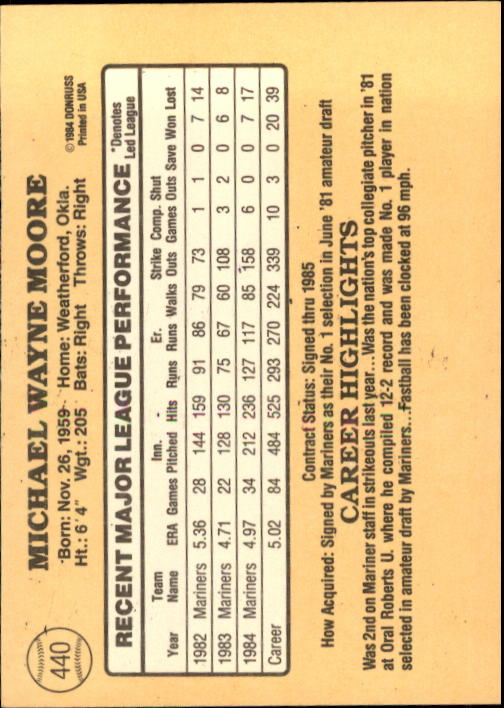 440
MICHAEL WAYNE MOORE
Born: Nov. 26, 1959 Home: Weatherford, Okla.
Ht.: 6'4" Wgt.: 205 Bats: Right Throws: Right
© 1984 DONRUSS
Printed in USA
RECENT MAJOR LEAGUE PERFORMANCE *Denotes Led League
Year Team Name ERA Games Inn. Pitched Hits Runs Er. Runs Walks Strike Outs Comp. Games Shut Outs Save Won Lost
1982 Mariners 5.36 28 144 159 91 86 79 73 1 1 0 7 14
1983 Mariners 4.71 22 128 130 75 67 60 108 3 2 0 6 8
1984 Mariners 4.97 34 212 236 127 117 85 158 6 0 0 7 17
Career 5.02 84 484 525 293 270 224 339 10 3 0 20 39
Contract Status: Signed thru 1985
How Acquired: Signed by Mariners as their No. 1 selection in June '81 amateur draft
CAREER HIGHLIGHTS
Was 2nd on Mariner staff in strikeouts last year...Was the nation's top collegiate pitcher in '81
at Oral Roberts U. where he compiled 12-2 record and was made No. 1 player in nation
selected in amateur draft by Mariners...Fastball has been clocked at 96 mph.